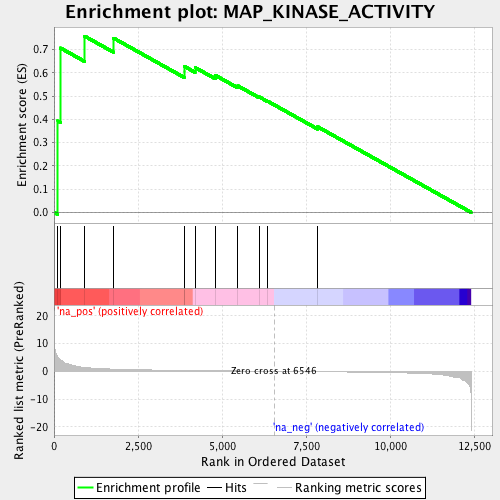 Enrichment plot: MAP_KINASE_ACTIVITY
Enrichment score (ES)
0.7
0.6
0.5
0.4
0.3
0.2
0.1
0.0
'na_pos' (positively correlated)
Ranked list metric (PreRanked)
20
10
0
-10
-20
Zero cross at 6546
'na_neg' (negatively correlated)
0
2,500
5,000
7,500
10,000
12,500
Rank in Ordered Dataset
Enrichment profile
Hits
Ranking metric scores